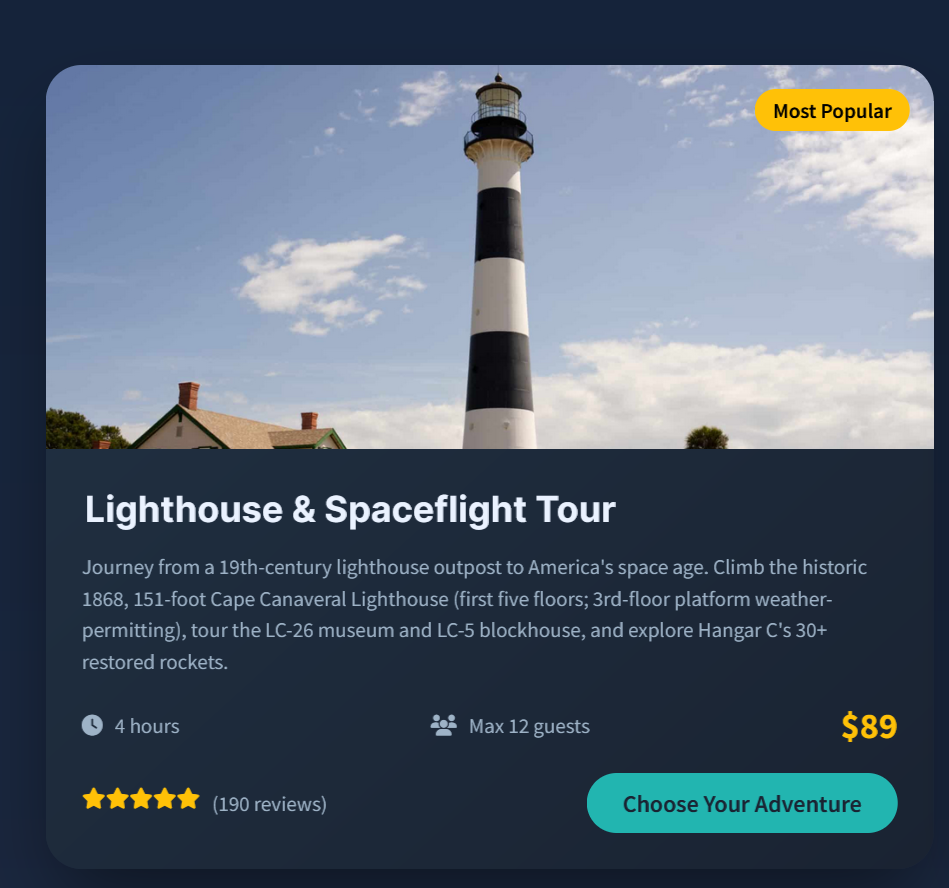 Most Popular
Lighthouse & Spaceflight Tour
Journey from a 19th-century lighthouse outpost to America's space age. Climb the historic
1868, 151-foot Cape Canaveral Lighthouse (first five floors; 3rd-floor platform weather-
permitting), tour the LC-26 museum and LC-5 blockhouse, and explore Hangar C's 30+
restored rockets.
4 hours
Max 12 guests
$89
(190 reviews)
Choose Your Adventure